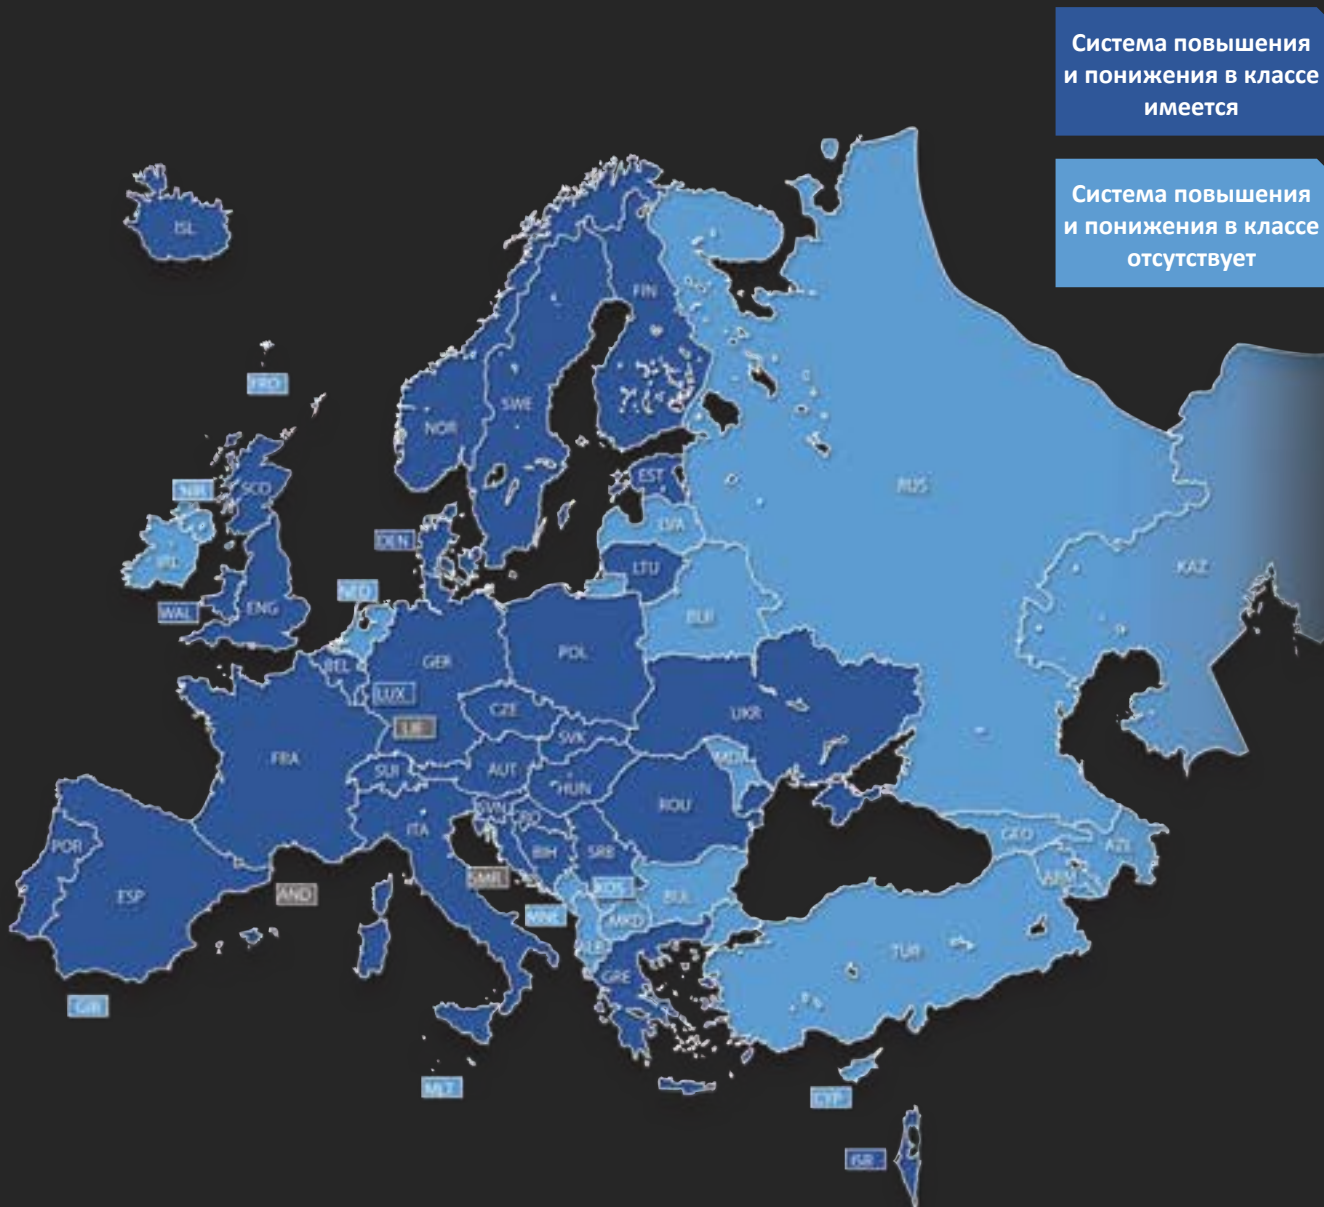 Система повышения
и понижения в классе
имеется
Система повышения
и понижения в классе
отсутствует
ISL
FIN
FRO
SWE
NOR
EST
RUS
NIR
SCO
LVA
DEN
IRL
LTU
KAZ
NED
WAL
ENG
BLR
POL
BEL
GER
LUX
CZE
UKR
LIE
SVK
FRA
MDA
SUI
AUT
HUN
ROU
SVN
ITA
GEO
AZE
POR
BIH
SRB
ARM
SMR
KOS
ESP
AND
BUL
MNE
MKD
TUR
ALB
GRE
GIB
MLT
CYP
ISR